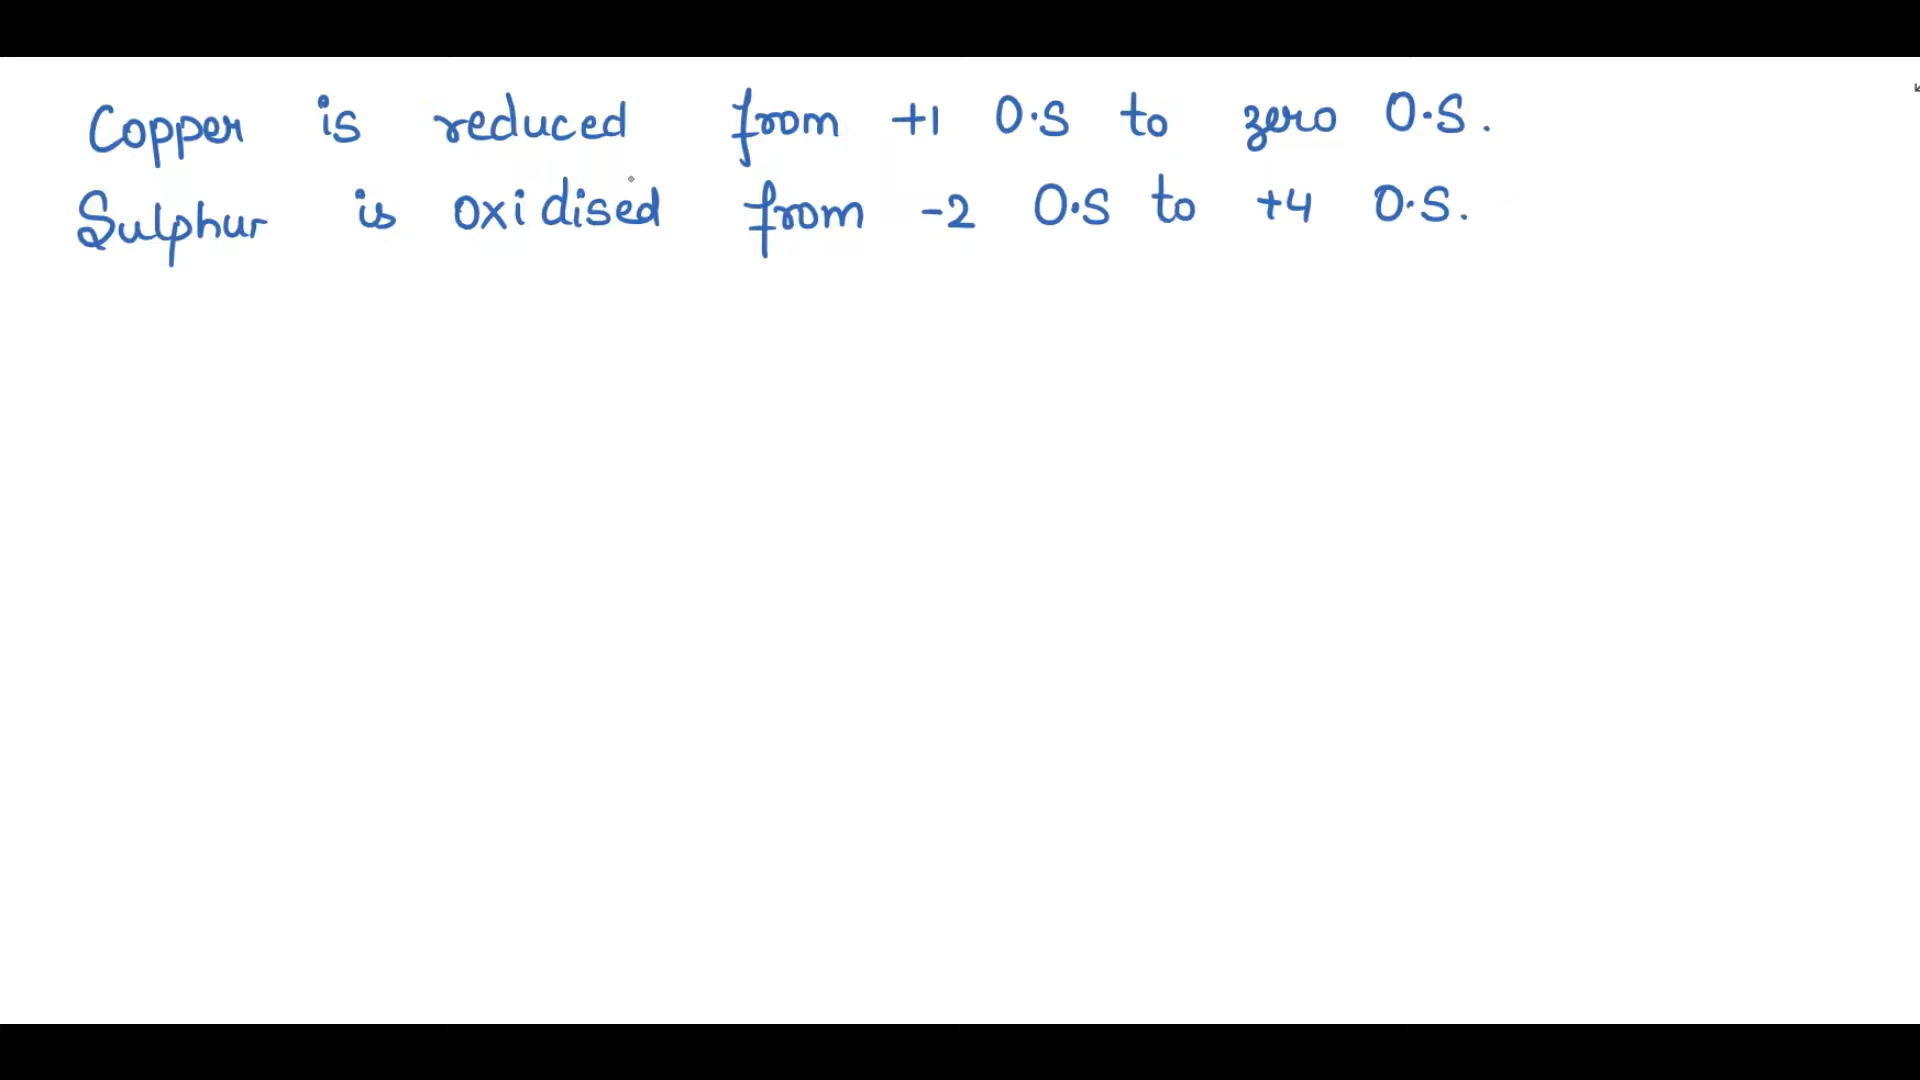 Copper is reduced from +1 O.S to zero O.S.
Sulphur is oxidised from -2 O.S to +4 O.S.